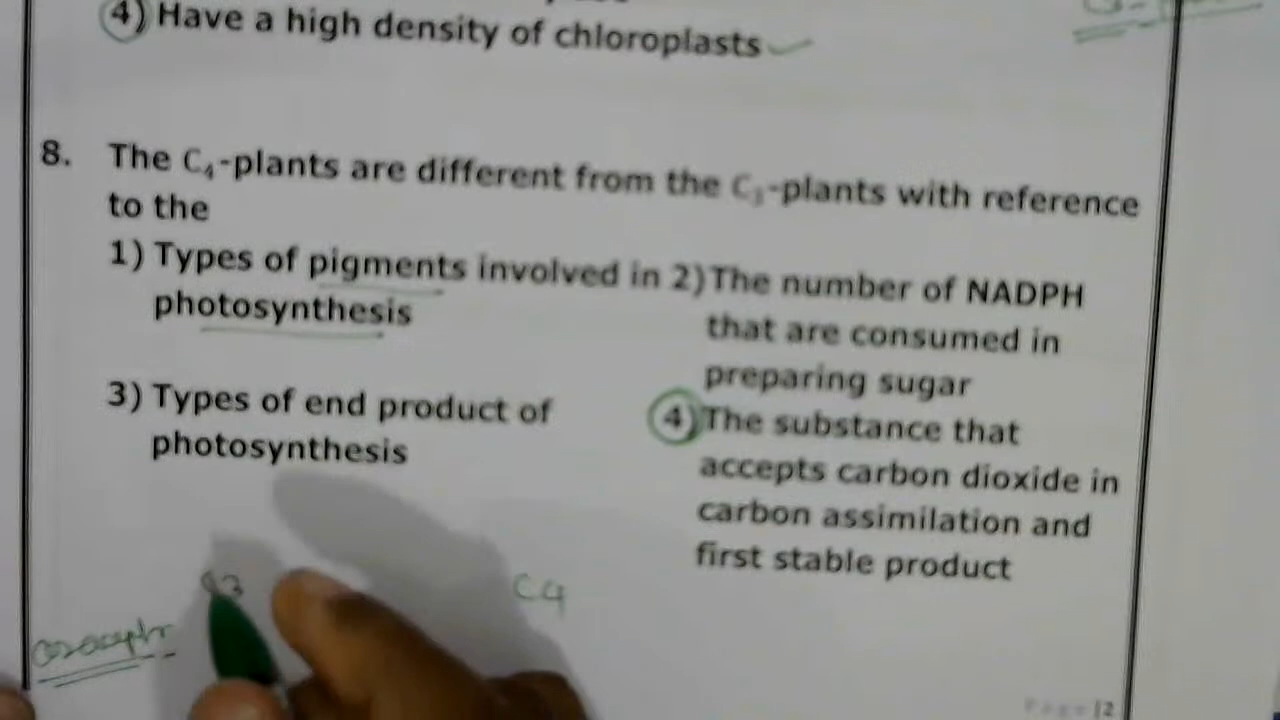 4) Have a high density of chloroplasts
8. The C₄-plants are different from the C₃-plants with reference
to the
1) Types of pigments involved in
photosynthesis
2) The number of NADPH
that are consumed in
preparing sugar
3) Types of end product of
photosynthesis
4) The substance that
accepts carbon dioxide in
carbon assimilation and
first stable product
C4
Page |2